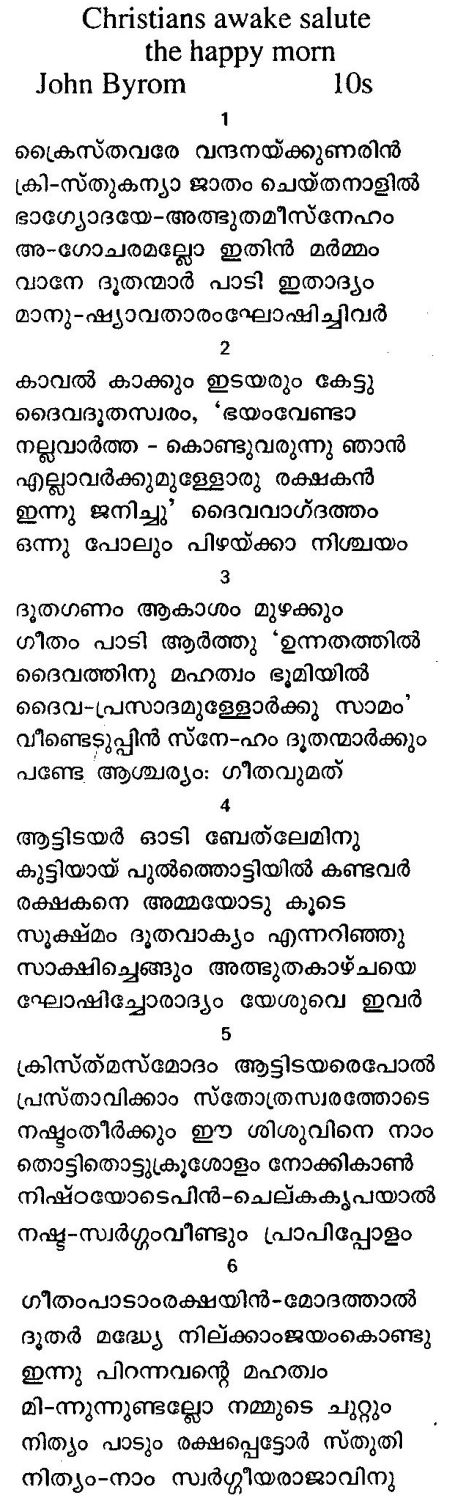 Christians awake salute
the happy morn
John Byrom 10s
1
ക്രൈസ്തവരേ വന്ദനയ്ക്കുണരിൻ
ക്രി-സ്തുകന്യാ ജാതം ചെയ്തനാളിൽ
ഭാഗ്യോദയേ-അത്ഭുതമീസ്നേഹം
അ-ഗോചരമല്ലോ ഇതിൻ മർമ്മം
വാനേ ദൂതന്മാർ പാടി ഇതാദ്യം
മാനു-ഷ്യാവതാരംഘോഷിച്ചിവർ
2
കാവൽ കാക്കും ഇടയരും കേട്ടു
ദൈവദൂതസ്വരം, ‘ഭയംവേണ്ടാ
നല്ലവാർത്ത - കൊണ്ടുവരുന്നു ഞാൻ
എല്ലാവർക്കുമുള്ളോരു രക്ഷകൻ
ഇന്നു ജനിച്ചു’ ദൈവവാഗ്ദത്തം
ഒന്നു പോലും പിഴയ്ക്കാ നിശ്ചയം
3
ദൂതഗണം ആകാശം മുഴക്കും
ഗീതം പാടി ആർത്തു ‘ഉന്നതത്തിൽ
ദൈവത്തിനു മഹത്വം ഭൂമിയിൽ
ദൈവ-പ്രസാദമുള്ളോർക്കു സാമം’
വീണ്ടെടുപ്പിൻ സ്നേ-ഹം ദൂതന്മാർക്കും
പണ്ടേ ആശ്ചര്യം: ഗീതവുമത്
4
ആട്ടിടയർ ഓടി ബേത്‌ലേമിനു
കുട്ടിയായ് പുൽത്തൊട്ടിയിൽ കണ്ടവർ
രക്ഷകനെ അമ്മയോടു കൂടെ
സൂക്ഷ്മം ദൂതവാക്യം എന്നറിഞ്ഞു
സാക്ഷിച്ചെങ്ങും അത്ഭുതകാഴ്ചയെ
ഘോഷിച്ചോരാദ്യം യേശുവെ ഇവർ
5
ക്രിസ്ത്‌മസ്മോദം ആട്ടിടയരെപോൽ
പ്രസ്താവിക്കാം സ്തോത്രസ്വരത്തോടെ
നഷ്ടംതീർക്കും ഈ ശിശുവിനെ നാം
തൊട്ടിതൊട്ടുക്രൂശോളം നോക്കികാൺ
നിഷ്ഠയോടെപിൻ-ചെല്കകൃപയാൽ
നഷ്ട-സ്വർഗ്ഗംവീണ്ടും പ്രാപിപ്പോളം
6
ഗീതംപാടാംരക്ഷയിൻ-മോദത്താൽ
ദൂതർ മദ്ധ്യേ നില്ക്കാംജയംകൊണ്ടു
ഇന്നു പിറന്നവന്റെ മഹത്വം
മി-ന്നുന്നുണ്ടല്ലോ നമ്മുടെ ചുറ്റും
നിത്യം പാടും രക്ഷപ്പെട്ടോർ സ്തുതി
നിത്യം-നാം സ്വർഗ്ഗീയരാജാവിനു